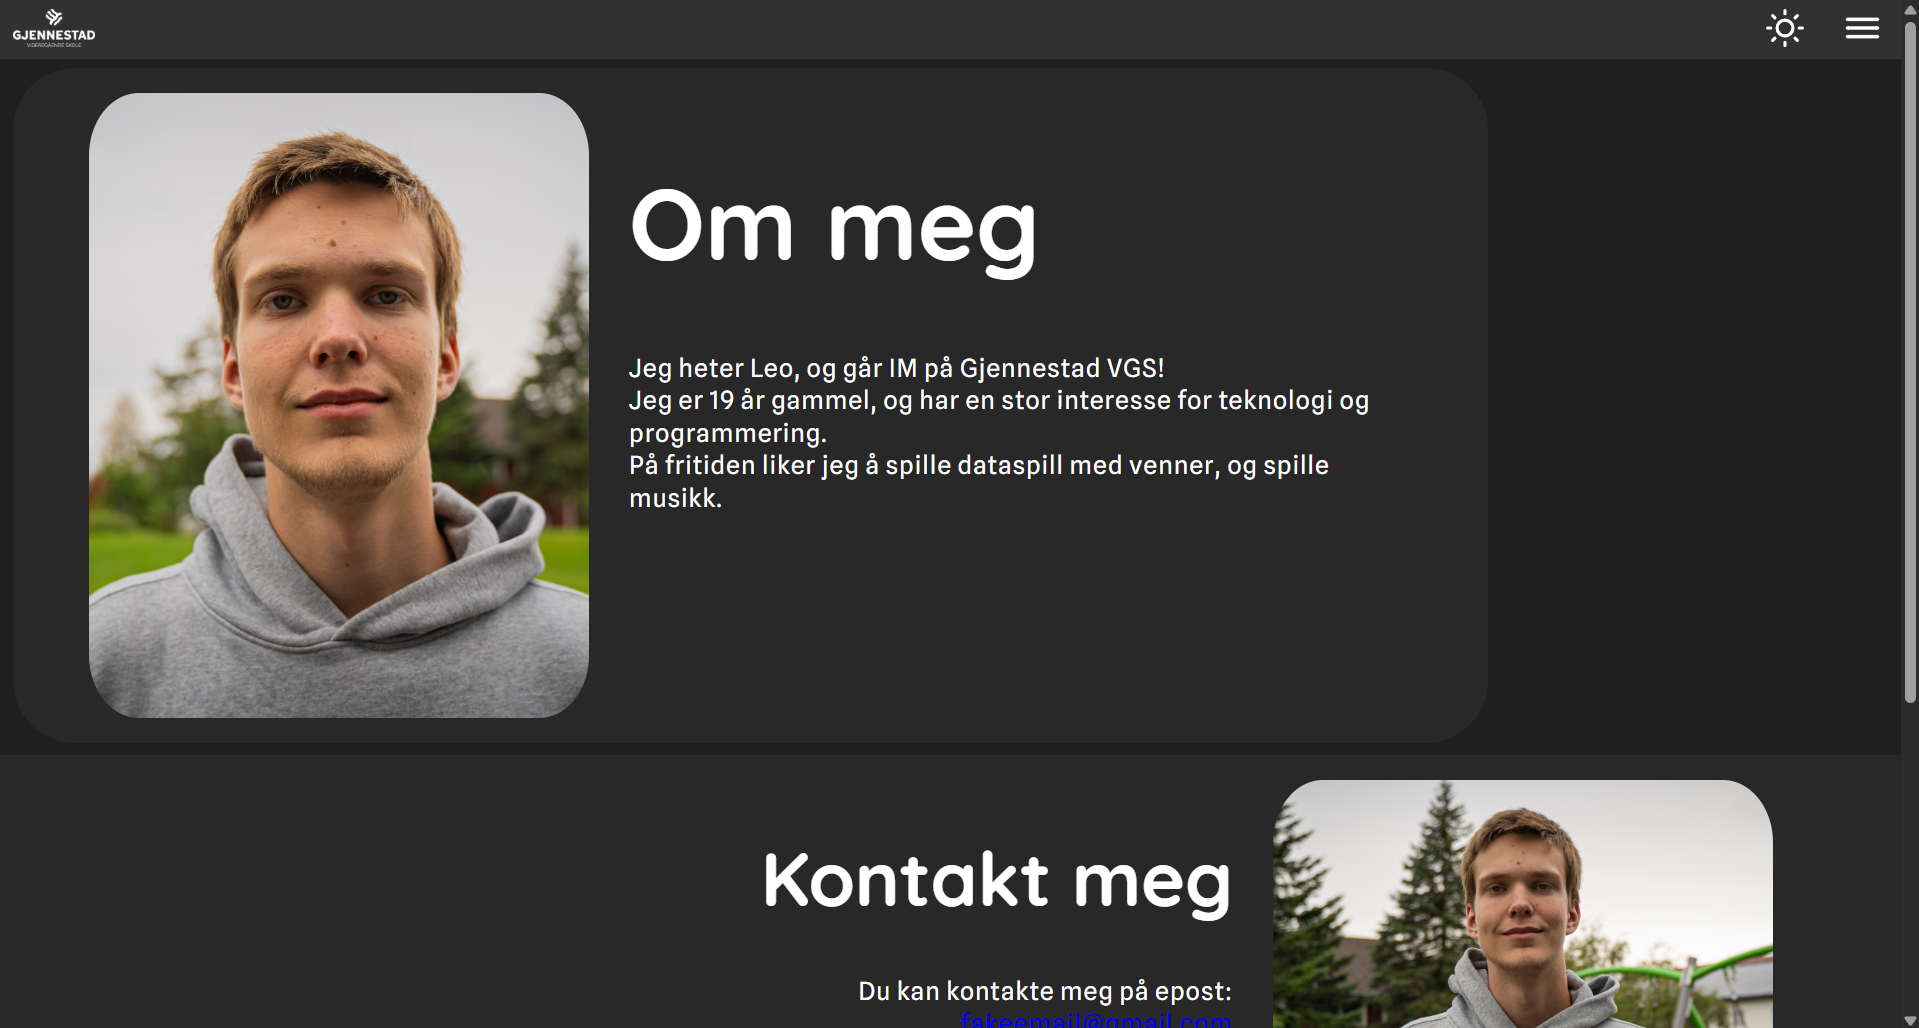 GJENNESTAD
VIDEREGÅENDE SKOLE
Om meg
Jeg heter Leo, og går IM på Gjennestad VGS!
Jeg er 19 år gammel, og har en stor interesse for teknologi og
programmering.
På fritiden liker jeg å spille dataspill med venner, og spille
musikk.
Kontakt meg
Du kan kontakte meg på epost:
fakeemail@gmail.com